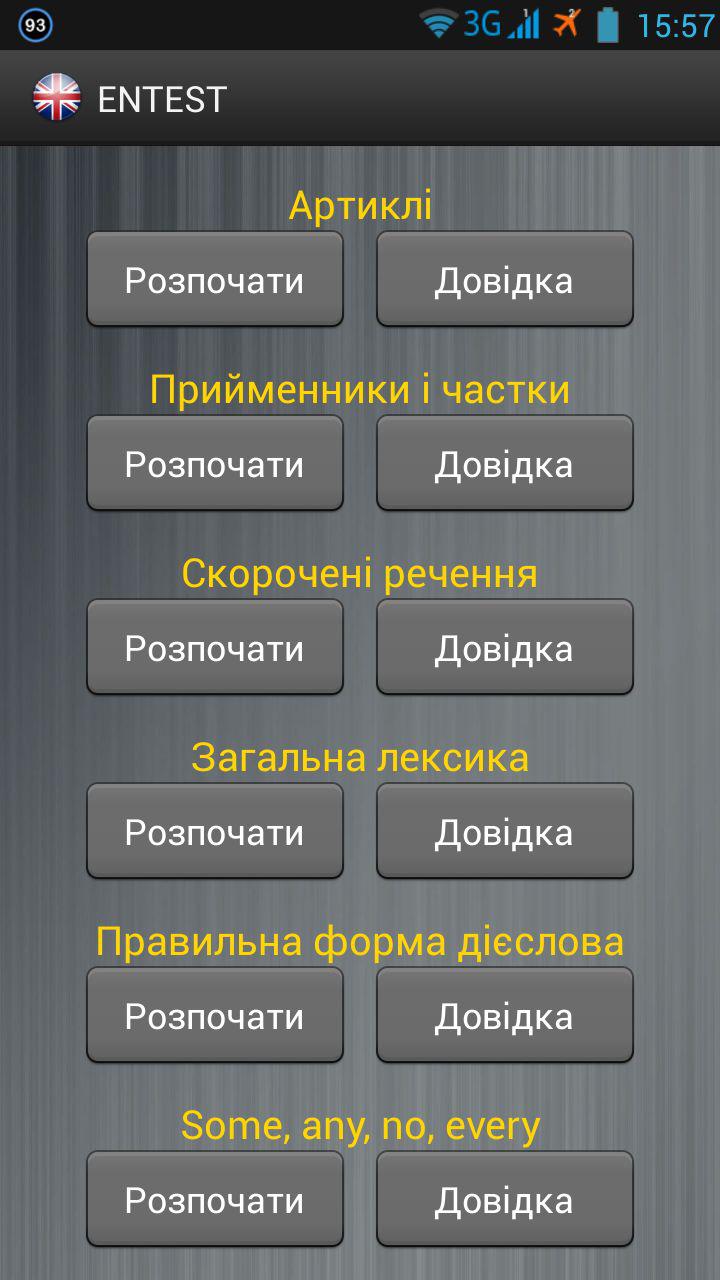 93 3G 1 2 15:57
ENTEST
Артиклі
Розпочати Довідка
Прийменники і частки
Розпочати Довідка
Скорочені речення
Розпочати Довідка
Загальна лексика
Розпочати Довідка
Правильна форма дієслова
Розпочати Довідка
Some, any, no, every
Розпочати Довідка